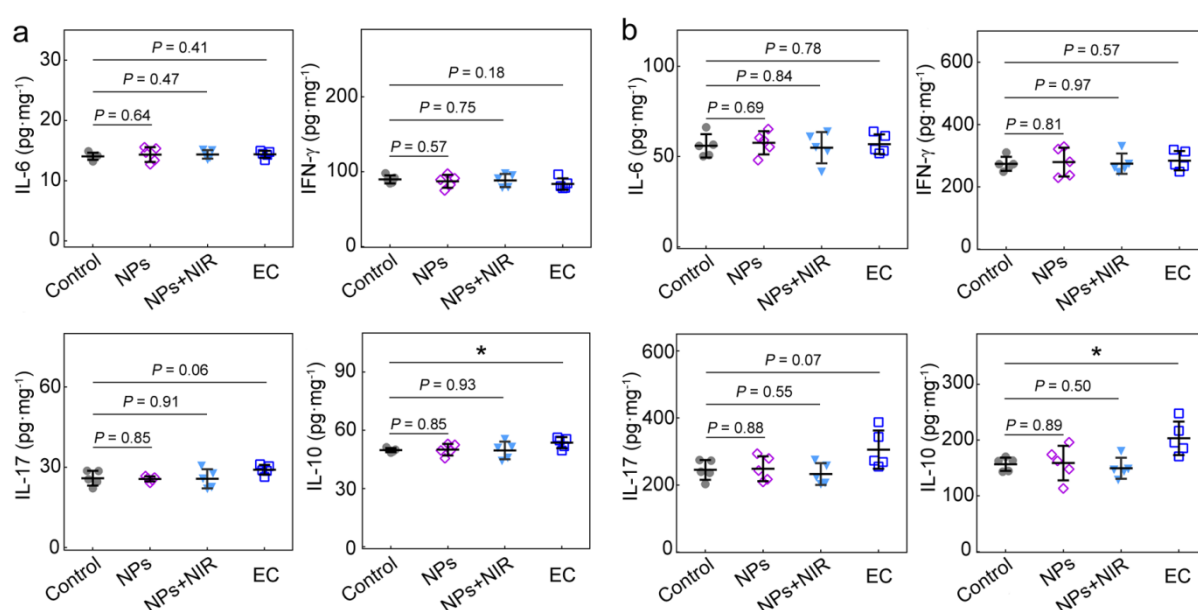 a
IL-6 (pg·mg⁻¹)
30
15
0
P = 0.41
P = 0.47
P = 0.64
Control
NPs
NPs+NIR
EC
IFN-γ (pg·mg⁻¹)
200
100
0
P = 0.18
P = 0.75
P = 0.57
Control
NPs
NPs+NIR
EC
IL-17 (pg·mg⁻¹)
60
30
0
P = 0.06
P = 0.91
P = 0.85
Control
NPs
NPs+NIR
EC
IL-10 (pg·mg⁻¹)
90
60
30
0
*
P = 0.93
P = 0.85
Control
NPs
NPs+NIR
EC
b
IL-6 (pg·mg⁻¹)
100
50
0
P = 0.78
P = 0.84
P = 0.69
Control
NPs
NPs+NIR
EC
IFN-γ (pg·mg⁻¹)
600
400
200
0
P = 0.57
P = 0.97
P = 0.81
Control
NPs
NPs+NIR
EC
IL-17 (pg·mg⁻¹)
600
400
200
0
P = 0.07
P = 0.55
P = 0.88
Control
NPs
NPs+NIR
EC
IL-10 (pg·mg⁻¹)
300
150
0
*
P = 0.50
P = 0.89
Control
NPs
NPs+NIR
EC